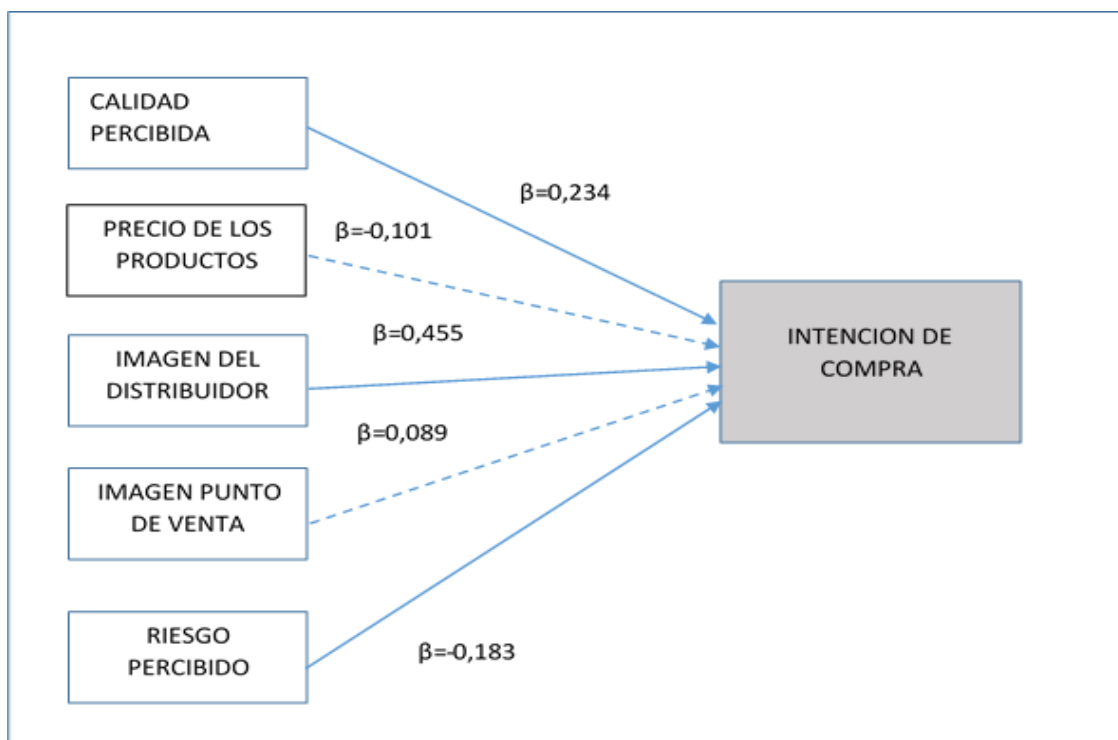 CALIDAD
PERCIBIDA
β=0,234
PRECIO DE LOS
PRODUCTOS
β=-0,101
IMAGEN DEL
DISTRIBUIDOR
β=0,455
INTENCION DE
COMPRA
IMAGEN PUNTO
DE VENTA
β=0,089
RIESGO
PERCIBIDO
β=-0,183